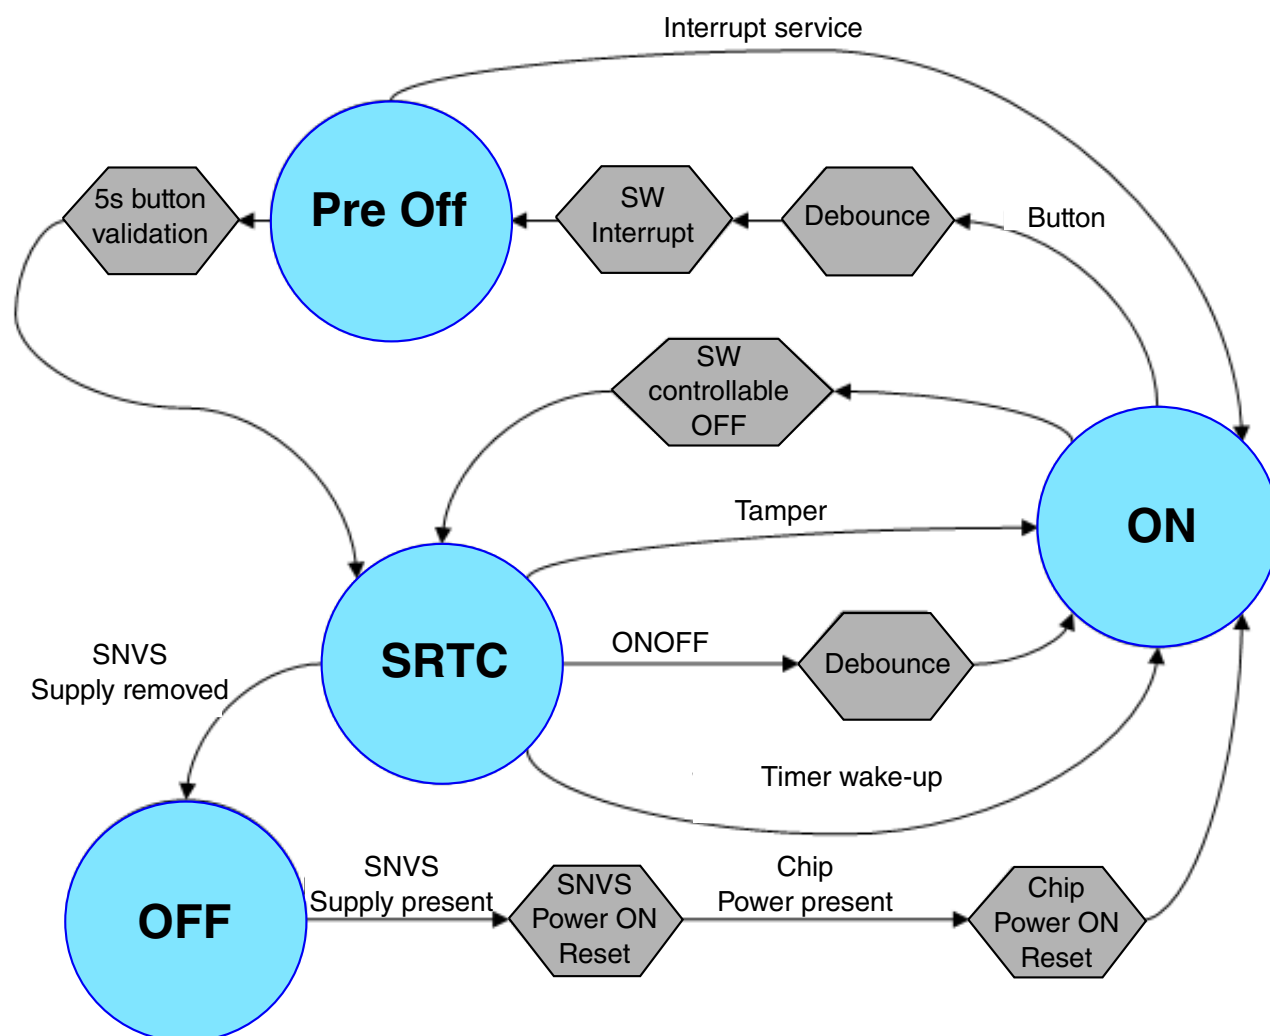 Interrupt service
5s button
validation
Pre Off
SW
Interrupt
Debounce
Button
SW
controllable
OFF
Tamper
ON
SNVS
Supply removed
SRTC
ONOFF
Debounce
Timer wake-up
OFF
SNVS
Supply present
SNVS
Power ON
Reset
Chip
Power present
Chip
Power ON
Reset